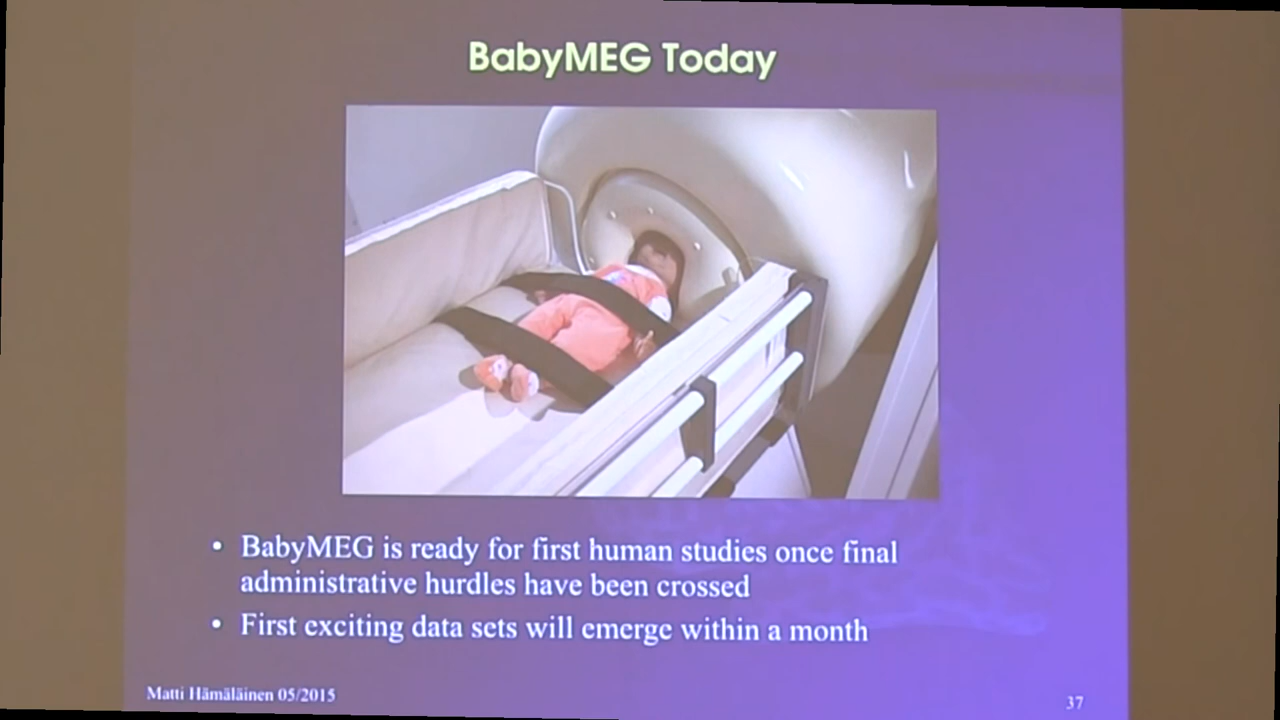 BabyMEG Today
• BabyMEG is ready for first human studies once final
administrative hurdles have been crossed
• First exciting data sets will emerge within a month
Matti Hämäläinen 05/2015
37